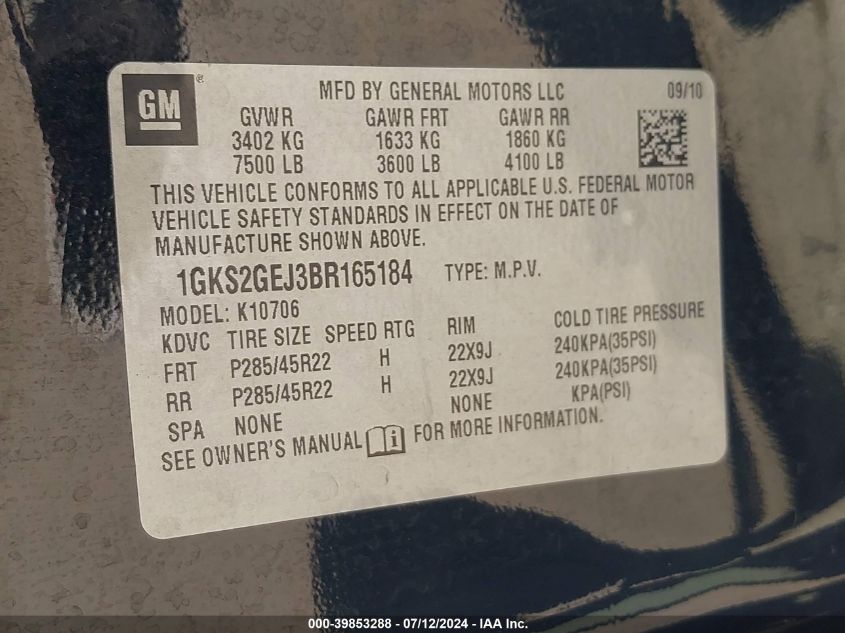 GM ® MFD BY GENERAL MOTORS LLC 09/10
GVWR GAWR FRT GAWR RR
3402 KG 1633 KG 1860 KG
7500 LB 3600 LB 4100 LB
THIS VEHICLE CONFORMS TO ALL APPLICABLE U.S. FEDERAL MOTOR
VEHICLE SAFETY STANDARDS IN EFFECT ON THE DATE OF
MANUFACTURE SHOWN ABOVE.
1GKS2GEJ3BR165184 TYPE: M.P.V.
MODEL: K10706
KDVC TIRE SIZE SPEED RTG RIM COLD TIRE PRESSURE
FRT P285/45R22 H 22X9J 240KPA(35PSI)
RR P285/45R22 H 22X9J 240KPA(35PSI)
SPA NONE NONE KPA(PSI)
SEE OWNER'S MANUAL FOR MORE INFORMATION.
000-39853288 - 07/12/2024 - IAA Inc.